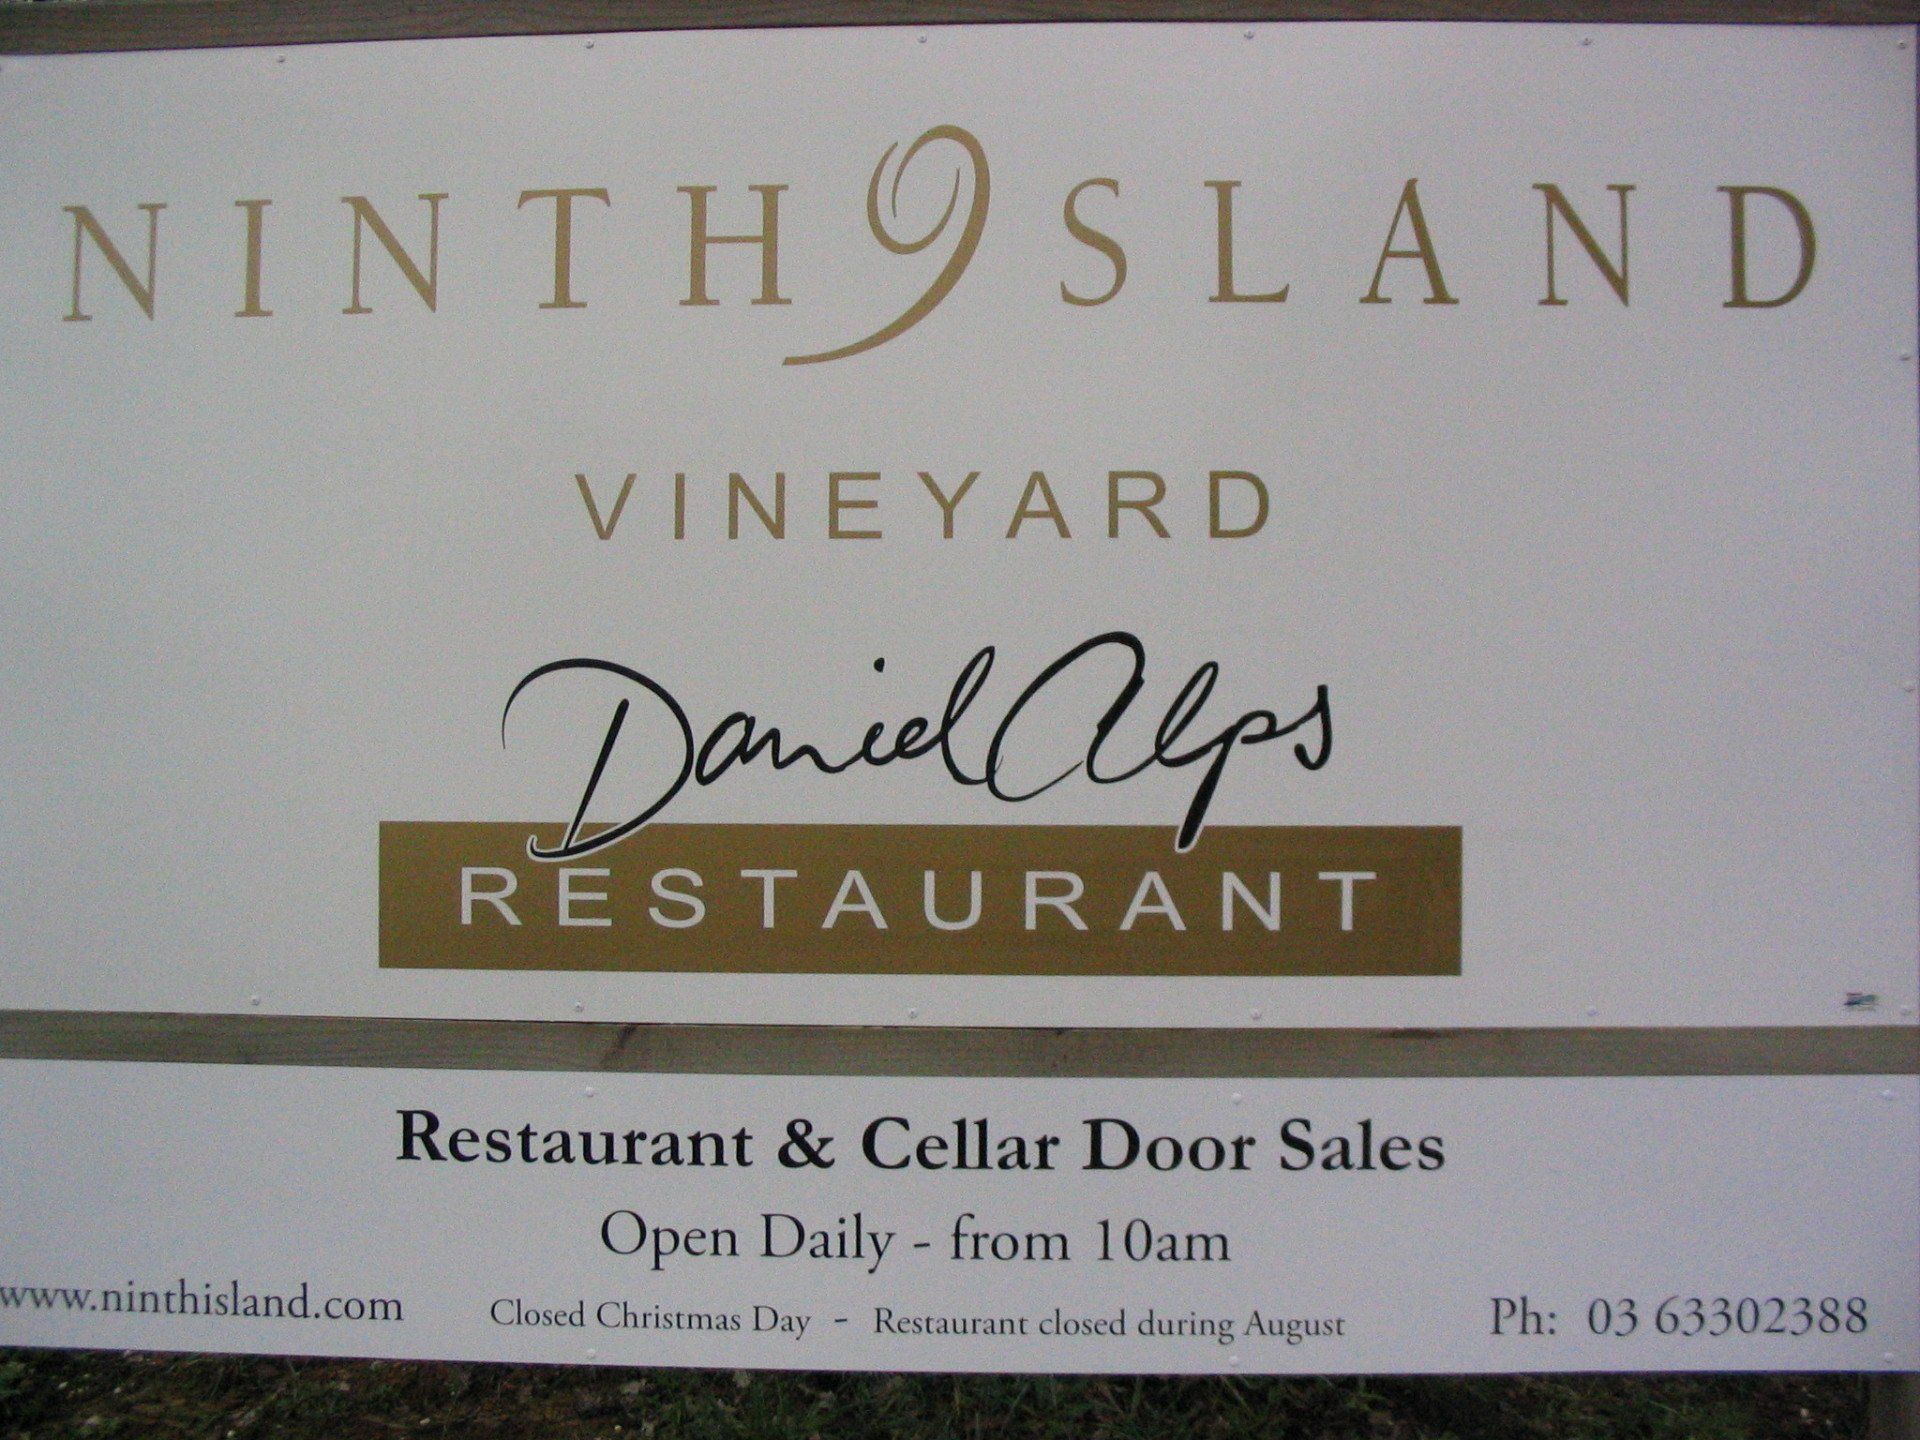 NINTH 9SLAND
VINEYARD
Daniel Alps
RESTAURANT
Restaurant & Cellar Door Sales
Open Daily - from 10am
www.ninthisland.com Closed Christmas Day - Restaurant closed during August Ph: 03 63302388